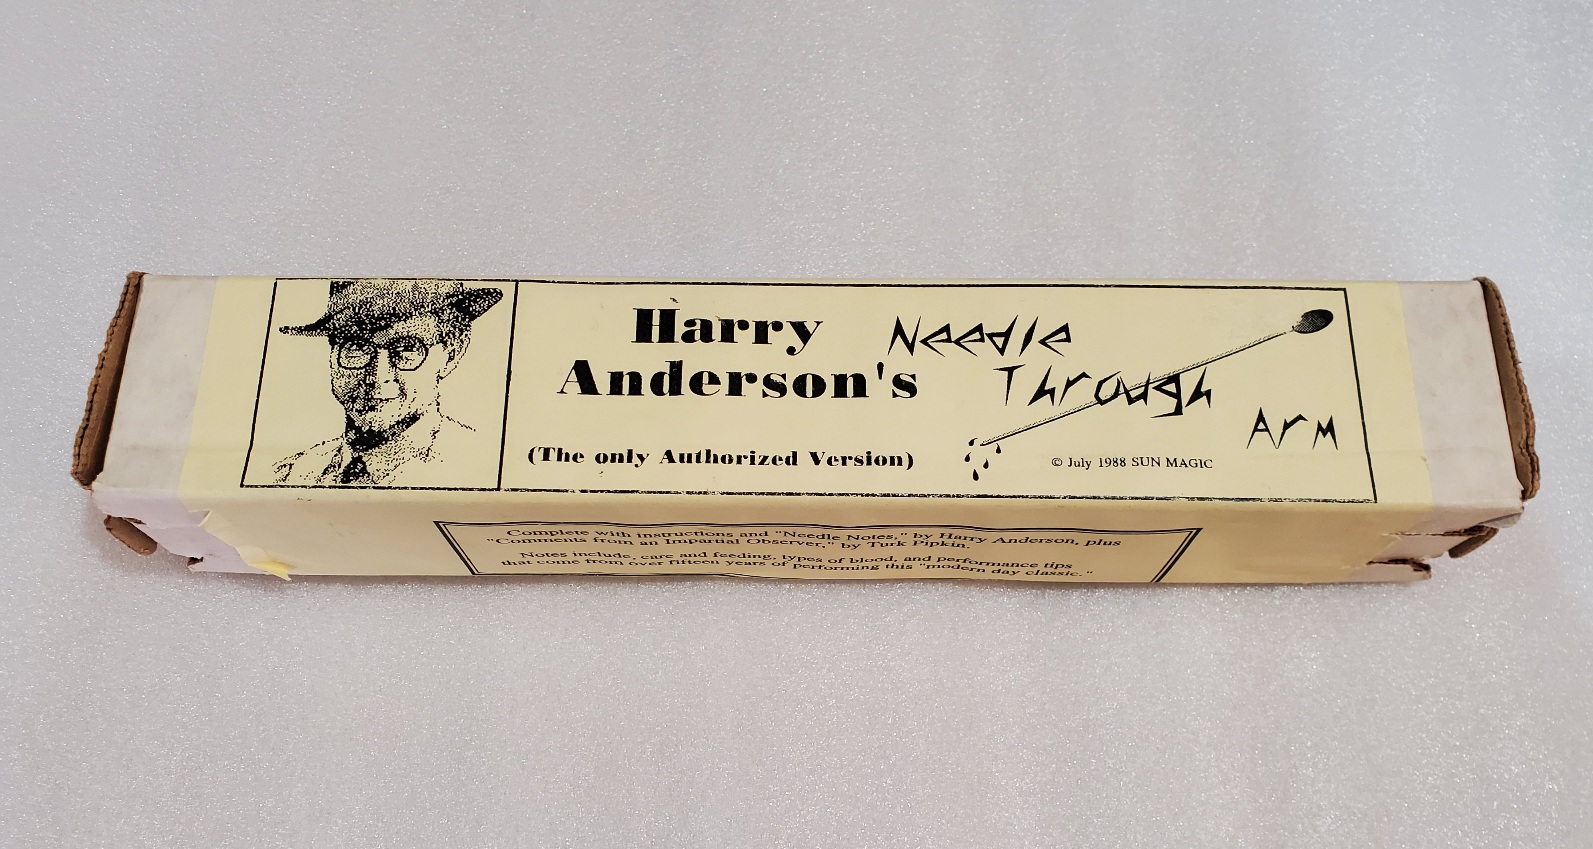 Harry
Anderson's
(The only Authorized Version)
Needle
Through
Arm
© July 1988 SUN MAGIC
Complete with instructions and "Needle Notes," by Harry Anderson, plus
"Comments from an Impartial Observer," by Turk Pipkin.
Notes include, care and feeding, types of blood, and performance tips
that come from over fifteen years of performing this "modern day classic."